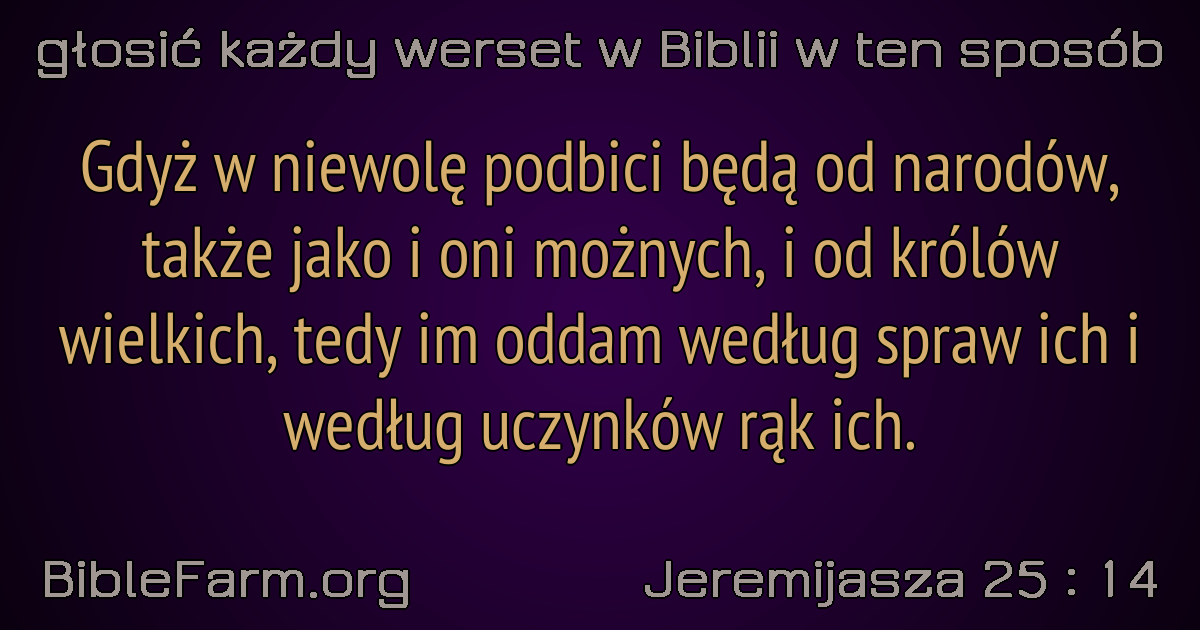 głosić każdy werset w Biblii w ten sposób
Gdyż w niewolę podbici będą od narodów,
także jako i oni możnych, i od królów
wielkich, tedy im oddam według spraw ich i
według uczynków rąk ich.
BibleFarm.org
Jeremijasza 25 : 14